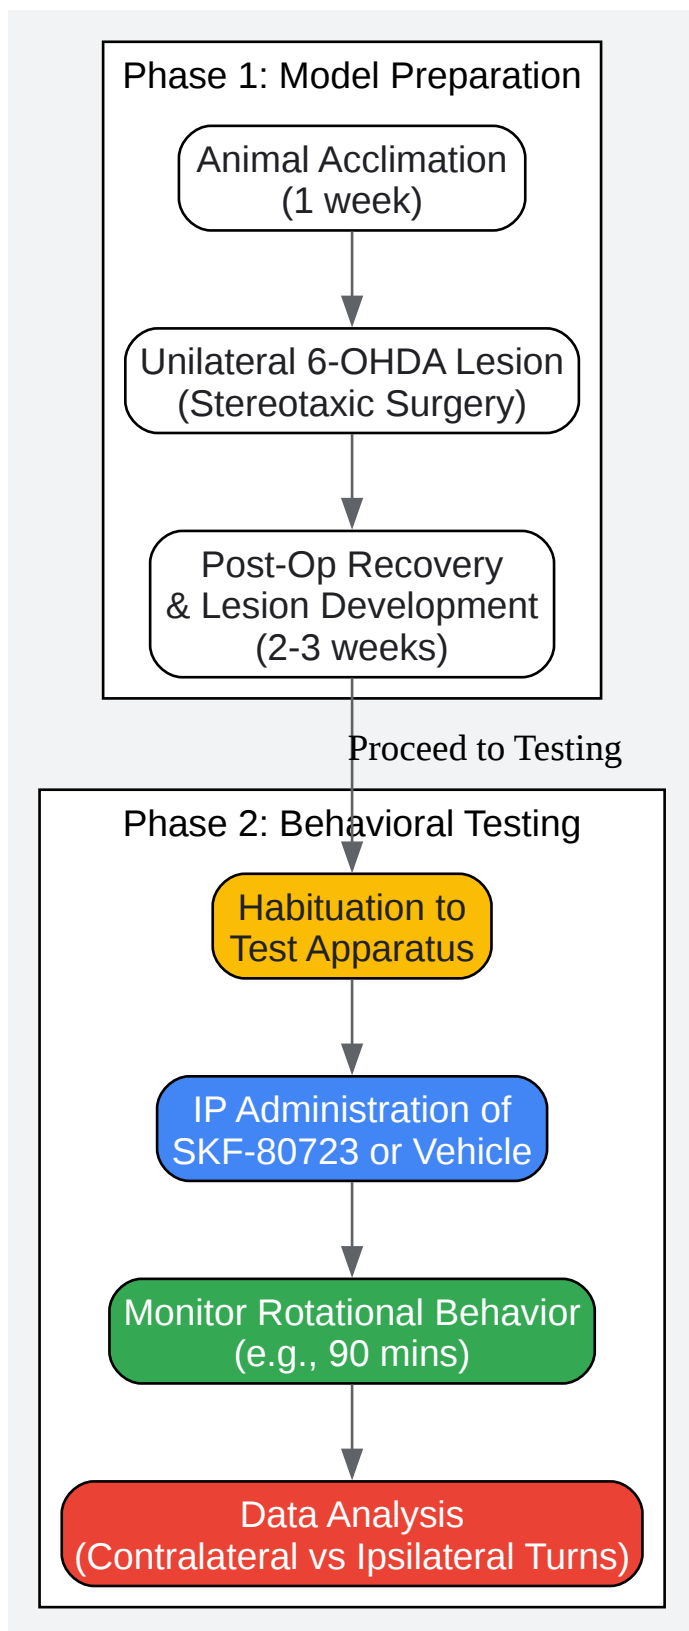 Phase 1: Model Preparation
Animal Acclimation
(1 week)
Unilateral 6-OHDA Lesion
(Stereotaxic Surgery)
Post-Op Recovery
& Lesion Development
(2-3 weeks)
Proceed to Testing
Phase 2: Behavioral Testing
Habituation to
Test Apparatus
IP Administration of
SKF-80723 or Vehicle
Monitor Rotational Behavior
(e.g., 90 mins)
Data Analysis
(Contralateral vs Ipsilateral Turns)